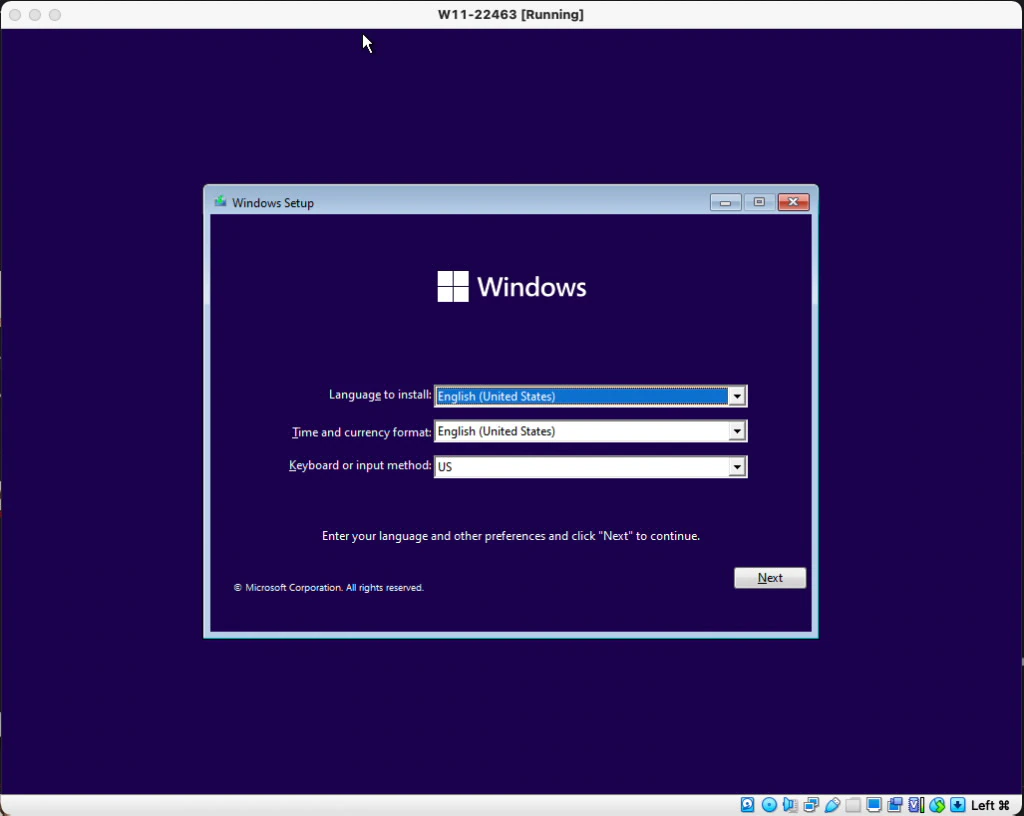 W11-22463 [Running]
Windows Setup
Windows
Language to install: English (United States)
Time and currency format: English (United States)
Keyboard or input method: US
Enter your language and other preferences and click "Next" to continue.
Next
© Microsoft Corporation. All rights reserved.
Left ⌘